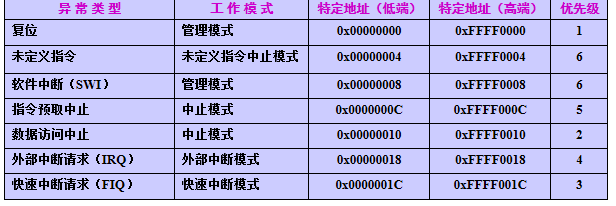 异常类型 工作模式 特定地址（低端） 特定地址（高端） 优先级
复位 管理模式 0x00000000 0xFFFF0000 1
未定义指令 未定义指令中止模式 0x00000004 0xFFFF0004 6
软件中断（SWI） 管理模式 0x00000008 0xFFFF0008 6
指令预取中止 中止模式 0x0000000C 0xFFFF000C 5
数据访问中止 中止模式 0x00000010 0xFFFF0010 2
外部中断请求（IRQ） 外部中断模式 0x00000018 0xFFFF0018 4
快速中断请求（FIQ） 快速中断模式 0x0000001C 0xFFFF001C 3